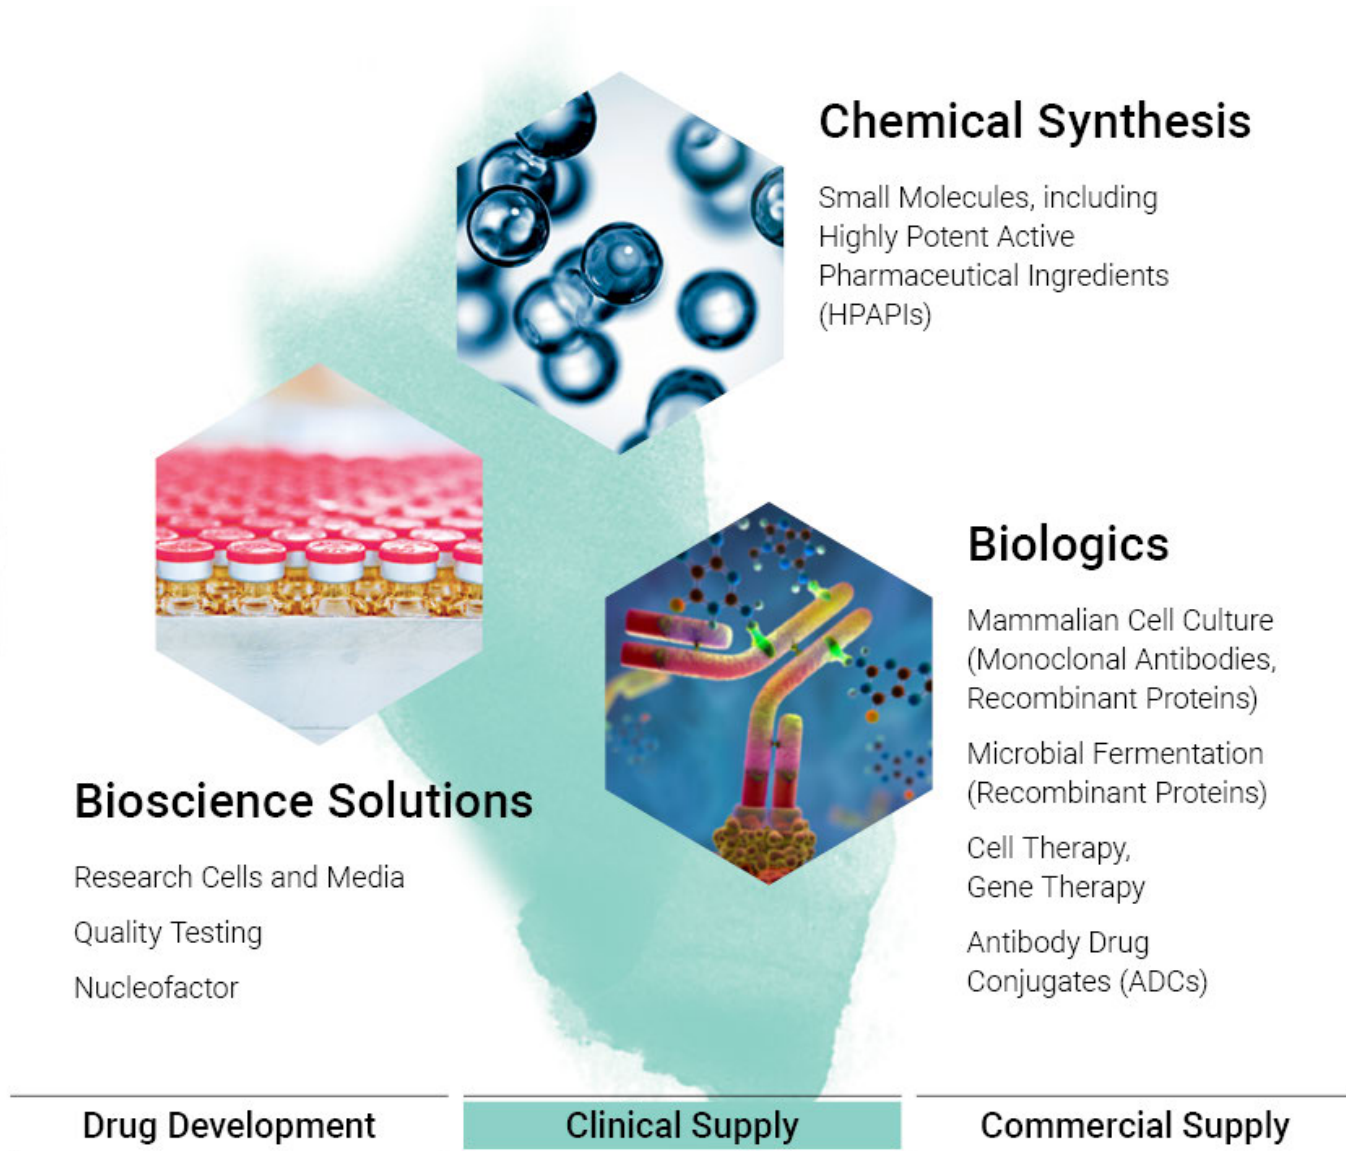 Chemical Synthesis
Small Molecules, including
Highly Potent Active
Pharmaceutical Ingredients
(HPAPIs)
Biologics
Mammalian Cell Culture
(Monoclonal Antibodies,
Recombinant Proteins)
Microbial Fermentation
(Recombinant Proteins)
Cell Therapy,
Gene Therapy
Antibody Drug
Conjugates (ADCs)
Bioscience Solutions
Research Cells and Media
Quality Testing
Nucleofactor
Drug Development
Clinical Supply
Commercial Supply